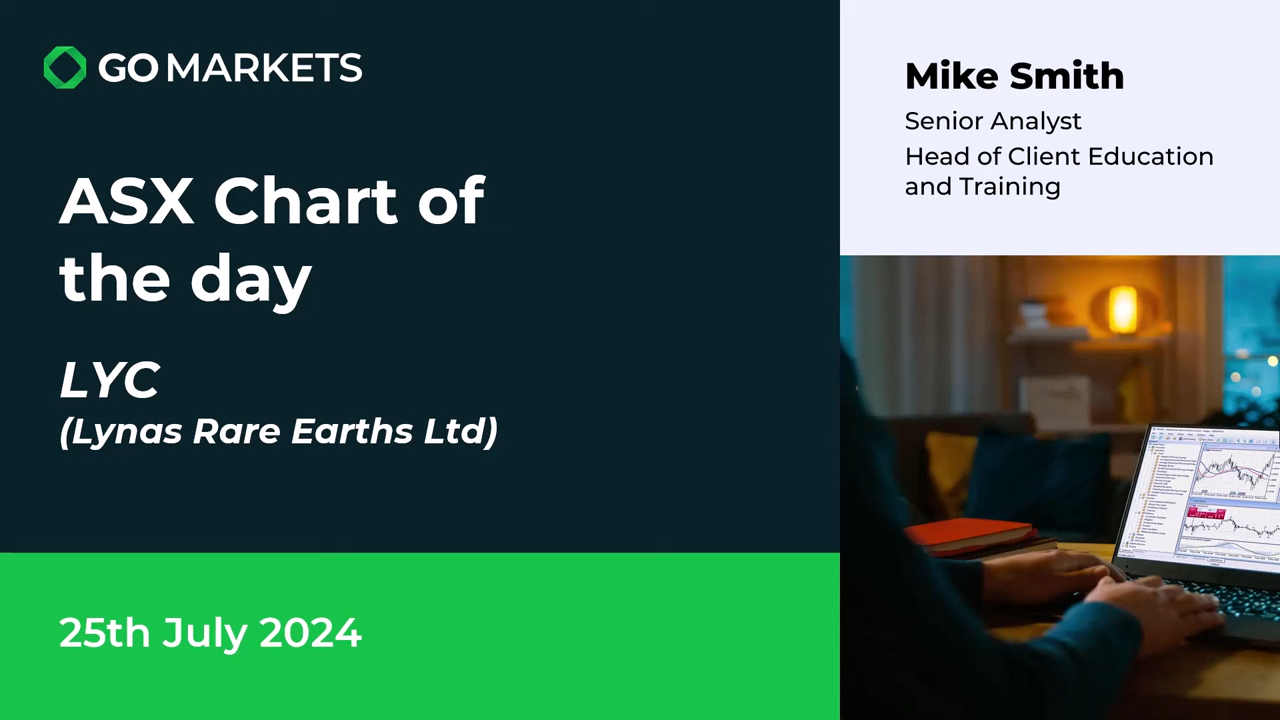 GO MARKETS
ASX Chart of
the day
LYC
(Lynas Rare Earths Ltd)
25th July 2024
Mike Smith
Senior Analyst
Head of Client Education
and Training